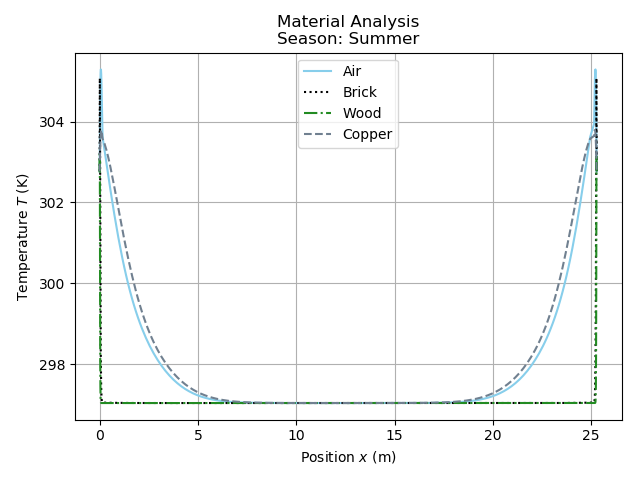 Material Analysis
Season: Summer
Air
Brick
Wood
Copper
304
302
300
298
Temperature T (K)
0
5
10
15
20
25
Position x (m)